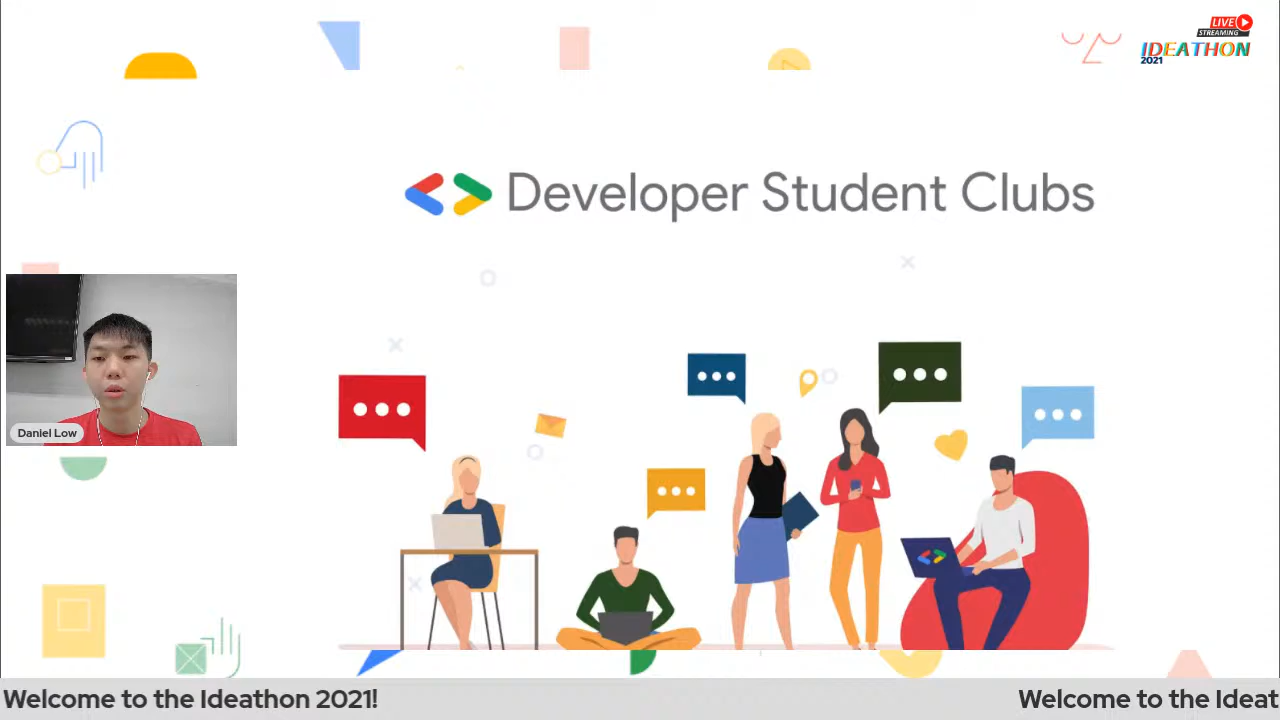 LIVE
STREAMING
IDEATHON
2021
Developer Student Clubs
Daniel Low
Welcome to the Ideathon 2021!
Welcome to the Ideat